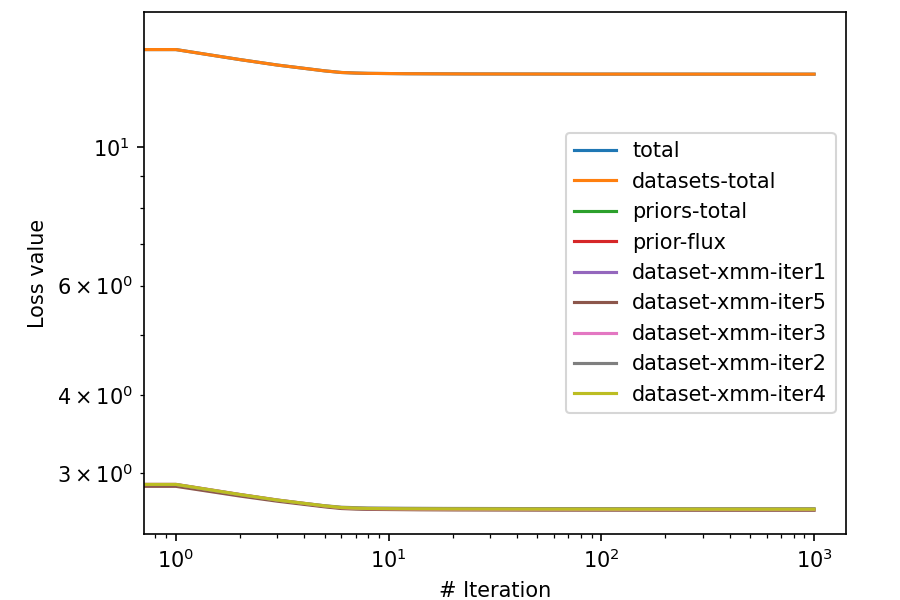 10¹
6 × 10⁰
4 × 10⁰
3 × 10⁰
Loss value
total
datasets-total
priors-total
prior-flux
dataset-xmm-iter1
dataset-xmm-iter5
dataset-xmm-iter3
dataset-xmm-iter2
dataset-xmm-iter4
10⁰ 10¹ 10² 10³
# Iteration